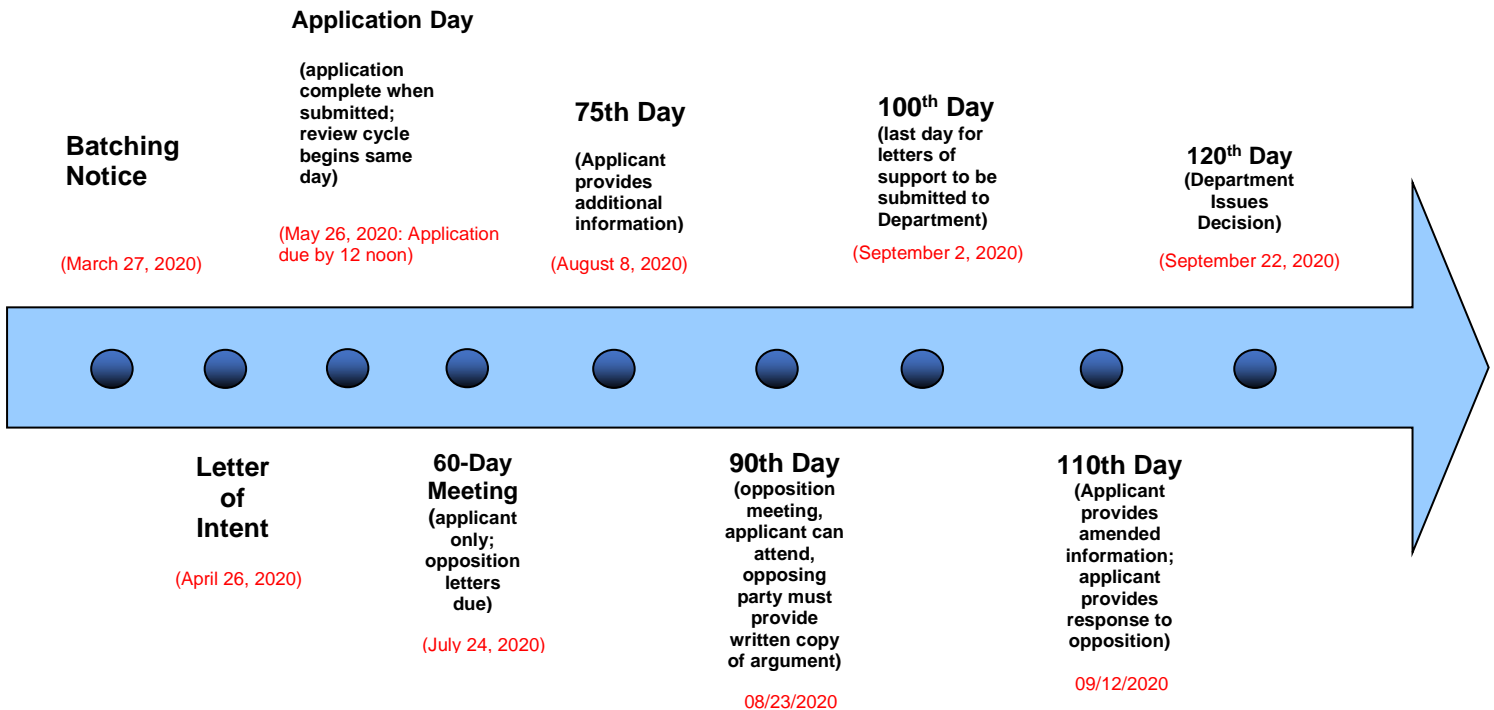 Batching
Notice
(March 27, 2020)
Letter
of
Intent
(April 26, 2020)
Application Day
(application
complete when
submitted;
review cycle
begins same
day)
(May 26, 2020: Application
due by 12 noon)
60-Day
Meeting
(applicant
only;
opposition
letters
due)
(July 24, 2020)
75th Day
(Applicant
provides
additional
information)
(August 8, 2020)
90th Day
(opposition
meeting,
applicant can
attend,
opposing
party must
provide
written copy
of argument)
08/23/2020
100th Day
(last day for
letters of
support to be
submitted to
Department)
(September 2, 2020)
110th Day
(Applicant
provides
amended
information;
applicant
provides
response to
opposition)
09/12/2020
120th Day
(Department
Issues
Decision)
(September 22, 2020)